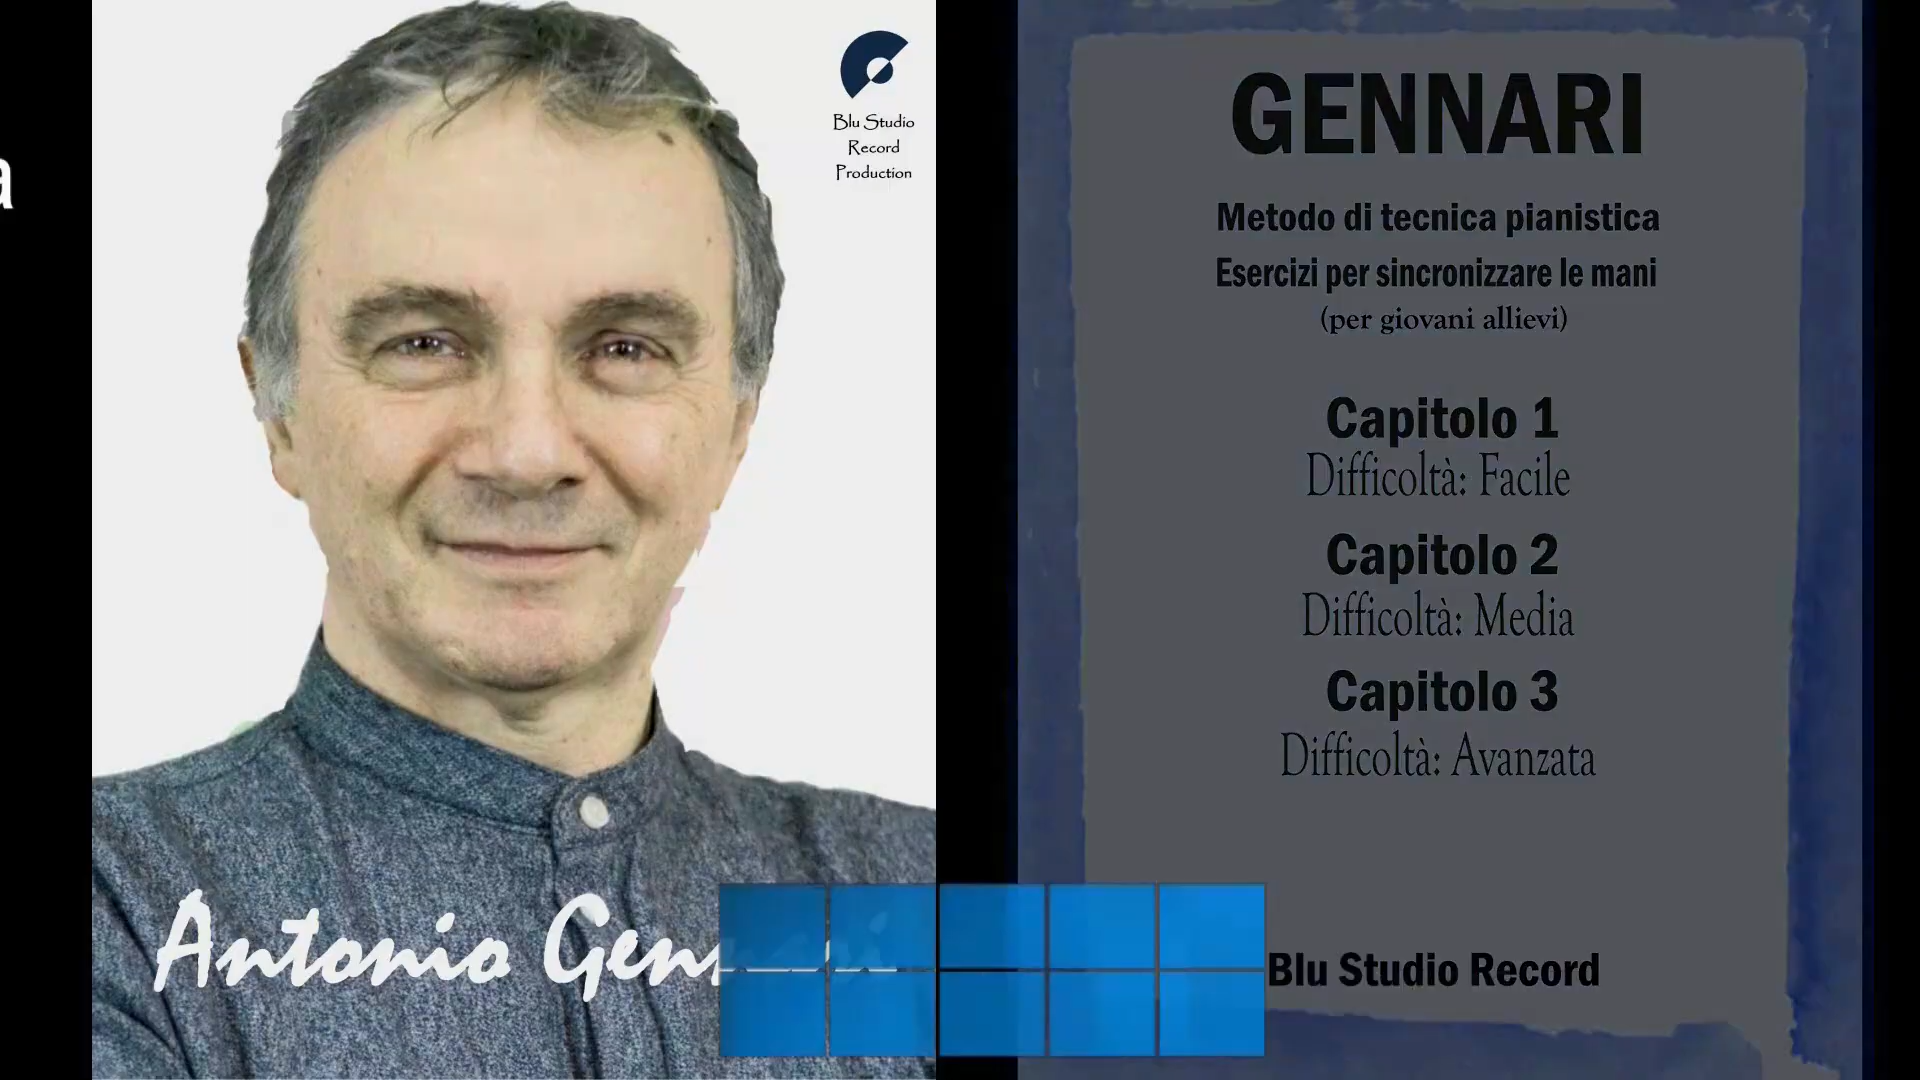 a
Blu Studio
Record
Production
Antonio Gennari
GENNARI
Metodo di tecnica pianistica
Esercizi per sincronizzare le mani
(per giovani allievi)
Capitolo 1
Difficoltà: Facile
Capitolo 2
Difficoltà: Media
Capitolo 3
Difficoltà: Avanzata
Blu Studio Record